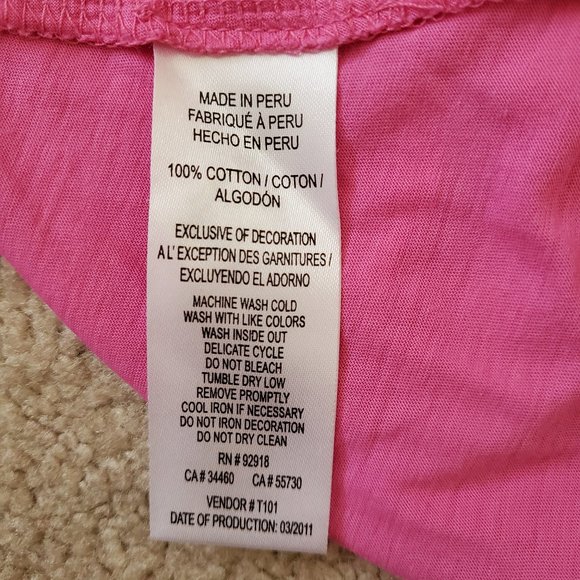 MADE IN PERU
FABRIQUÉ À PERU
HECHO EN PERU
100% COTTON / COTON /
ALGODÓN
EXCLUSIVE OF DECORATION
A L' EXCEPTION DES GARNITURES /
EXCLUYENDO EL ADORNO
MACHINE WASH COLD
WASH WITH LIKE COLORS
WASH INSIDE OUT
DELICATE CYCLE
DO NOT BLEACH
TUMBLE DRY LOW
REMOVE PROMPTLY
COOL IRON IF NECESSARY
DO NOT IRON DECORATION
DO NOT DRY CLEAN
RN # 92918
CA # 34460 CA # 55730
VENDOR # T101
DATE OF PRODUCTION: 03/2011